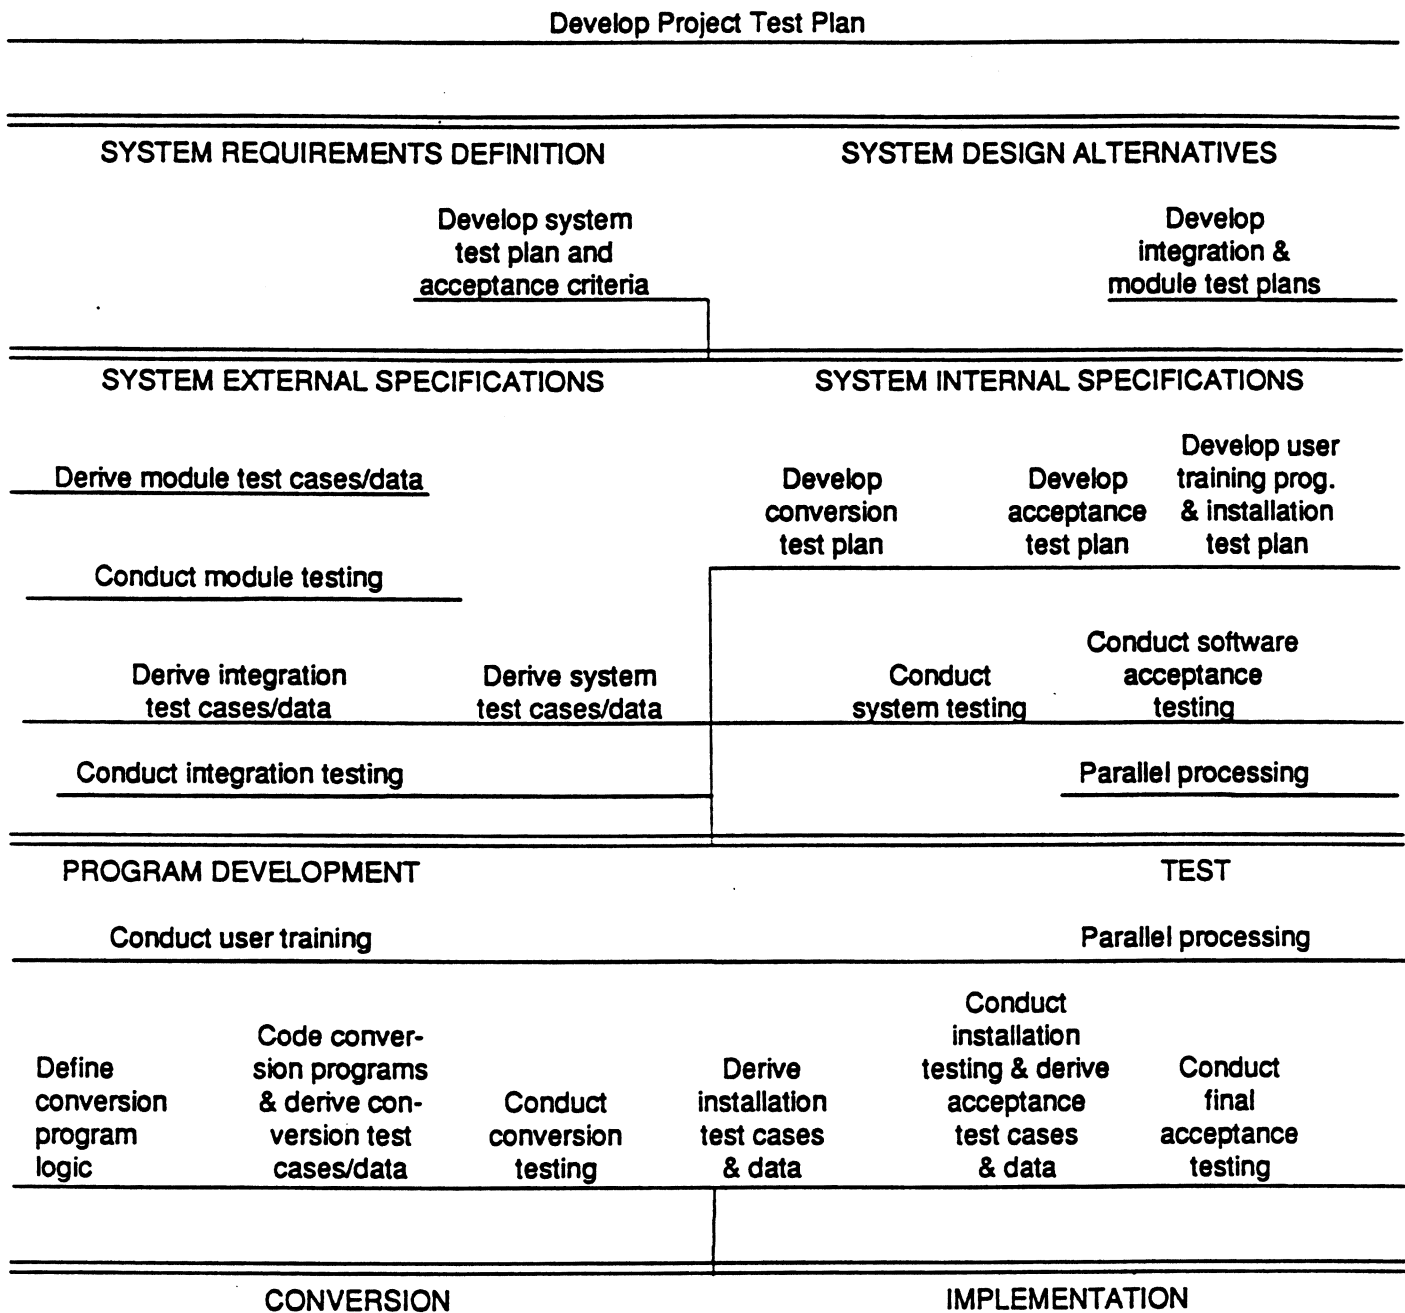 Develop Project Test Plan
SYSTEM REQUIREMENTS DEFINITION
SYSTEM DESIGN ALTERNATIVES
Develop system
test plan and
acceptance criteria
Develop
integration &
module test plans
SYSTEM EXTERNAL SPECIFICATIONS
SYSTEM INTERNAL SPECIFICATIONS
Derive module test cases/data
Conduct module testing
Develop
conversion
test plan
Develop
acceptance
test plan
Develop user
training prog.
& installation
test plan
Derive integration
test cases/data
Derive system
test cases/data
Conduct
system testing
Conduct software
acceptance
testing
Conduct integration testing
Parallel processing
PROGRAM DEVELOPMENT
TEST
Conduct user training
Parallel processing
Define
conversion
program
logic
Code conver-
sion programs
& derive con-
version test
cases/data
Conduct
conversion
testing
Derive
installation
test cases
& data
Conduct
installation
testing & derive
acceptance
test cases
& data
Conduct
final
acceptance
testing
CONVERSION
IMPLEMENTATION